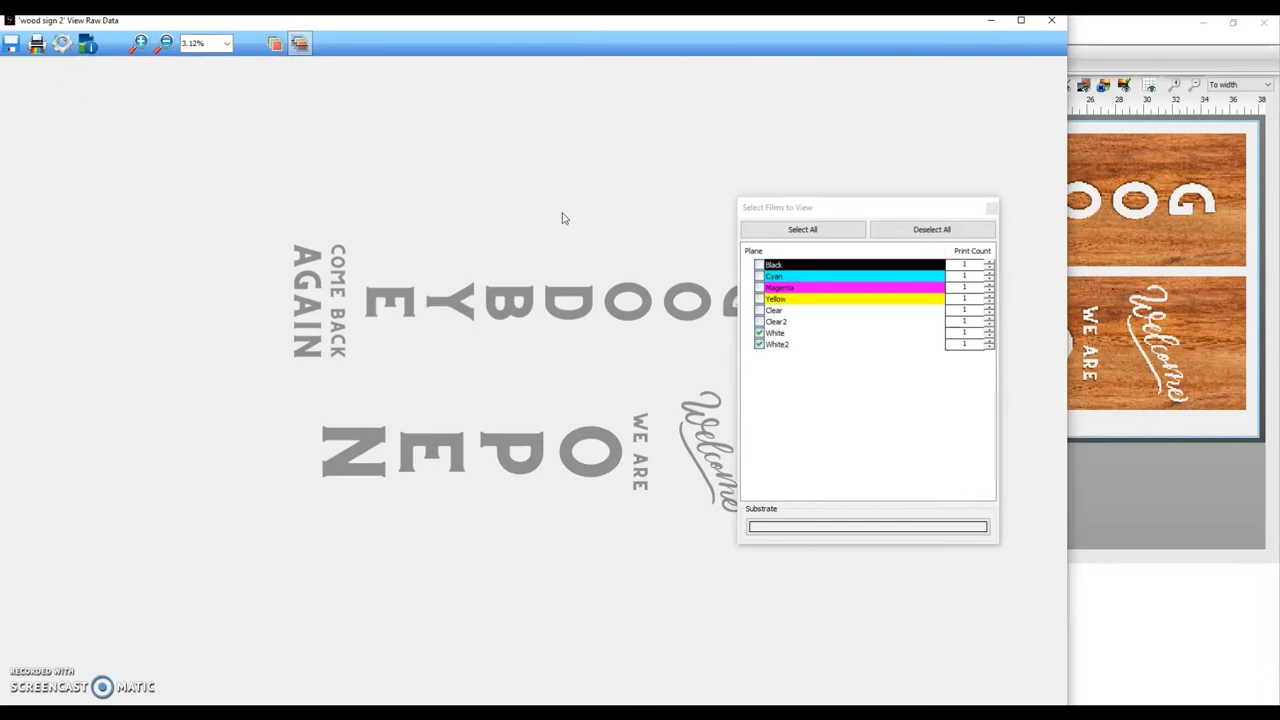 'wood sign 2' View Raw Data
3.12%
To width
26 28 30 32 34 36 38
Select Films to View
Select All
Deselect All
Plane
Print Count
Black 1
Cyan 1
Magenta 1
Yellow 1
Clear 1
Clear2 1
White 1
White2 1
Substrate
COME BACK
AGAIN
GOODBYE
Welcome
WE ARE
OPEN
GOO
Welcome
WE ARE
RECORDED WITH
SCREENCAST MATIC